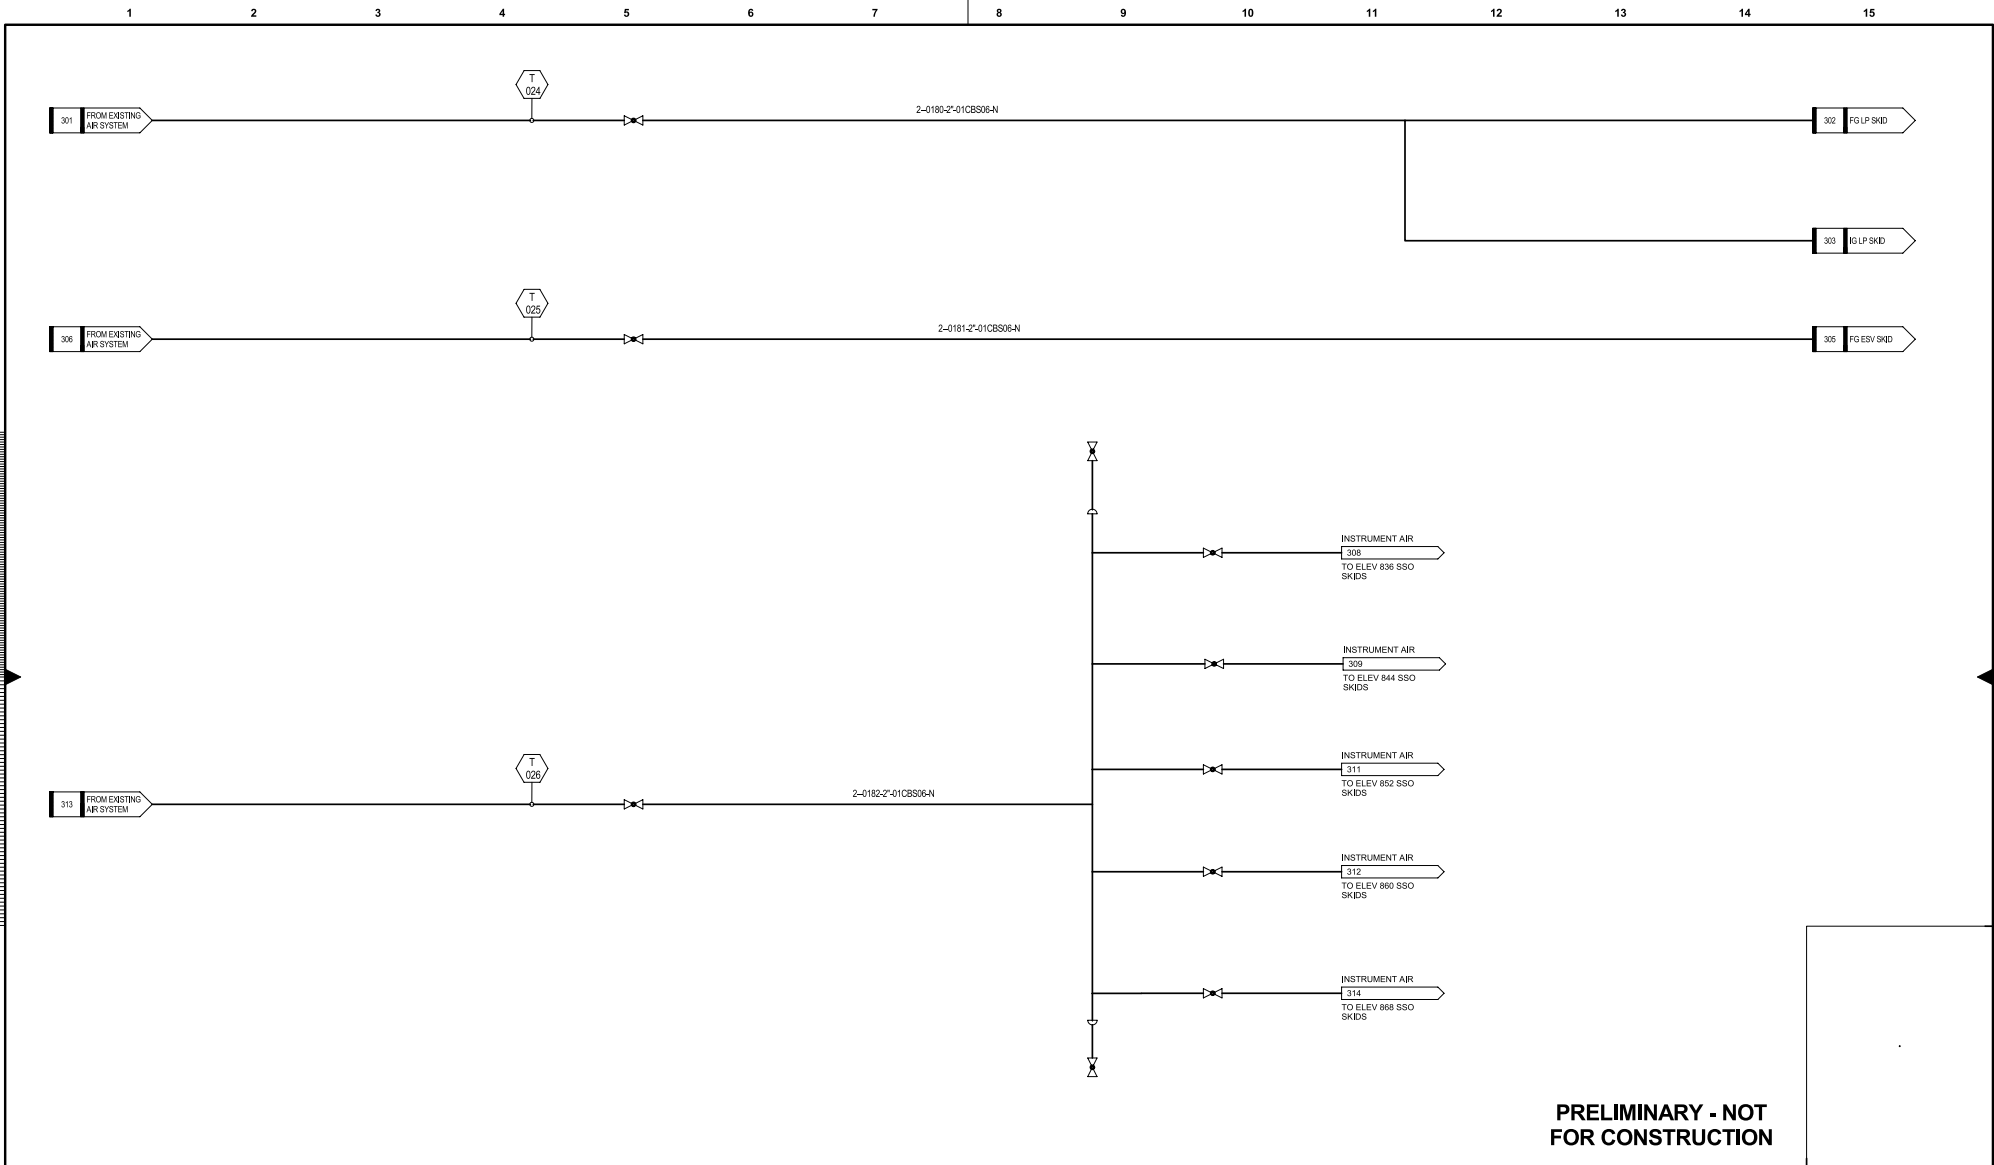 1 2 3 4 5 6 7 8 9 10 11 12 13 14 15
T
024
301 FROM EXISTING
AIR SYSTEM
2--0180-2"-01CBS06-N
302 FG LP SKID
303 IG LP SKID
T
025
306 FROM EXISTING
AIR SYSTEM
2--0181-2"-01CBS06-N
305 FG ESV SKID
INSTRUMENT AIR
308
TO ELEV 836 SSO
SKIDS
INSTRUMENT AIR
309
TO ELEV 844 SSO
SKIDS
INSTRUMENT AIR
311
TO ELEV 852 SSO
SKIDS
T
026
313 FROM EXISTING
AIR SYSTEM
2--0182-2"-01CBS06-N
INSTRUMENT AIR
312
TO ELEV 860 SSO
SKIDS
INSTRUMENT AIR
314
TO ELEV 868 SSO
SKIDS
PRELIMINARY - NOT
FOR CONSTRUCTION